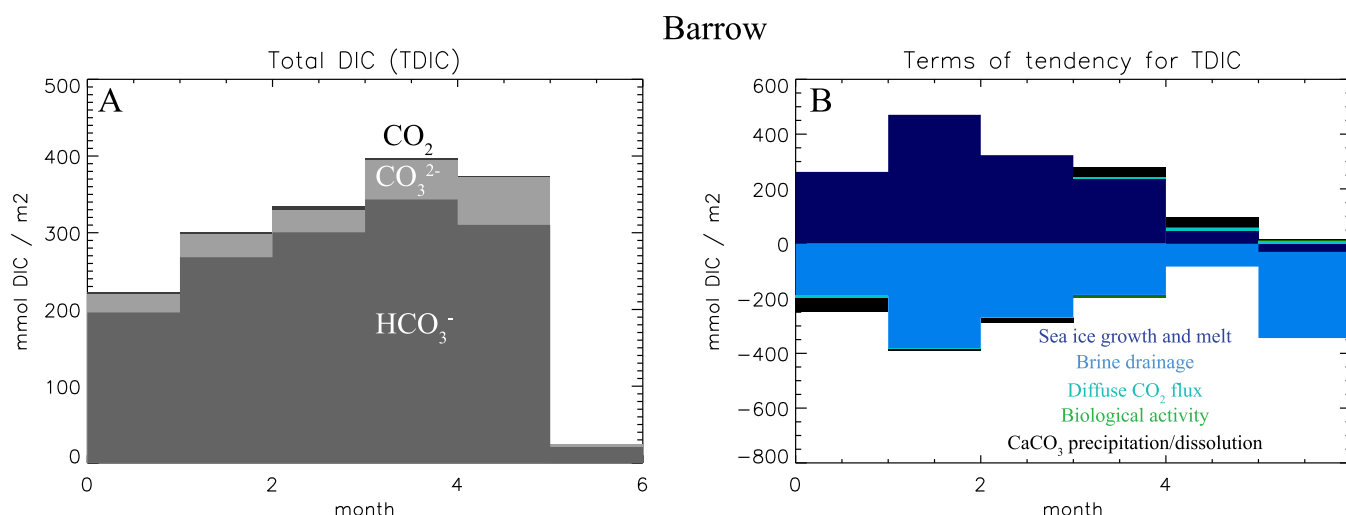 Barrow
Total DIC (TDIC)
A
500
400
300
200
100
0
mmol DIC / m2
CO₂
CO₃²⁻
HCO₃⁻
0 2 4 6
month
Terms of tendency for TDIC
B
600
400
200
0
−200
−400
−600
−800
mmol DIC / m2
Sea ice growth and melt
Brine drainage
Diffuse CO₂ flux
Biological activity
CaCO₃ precipitation/dissolution
0 2 4
month